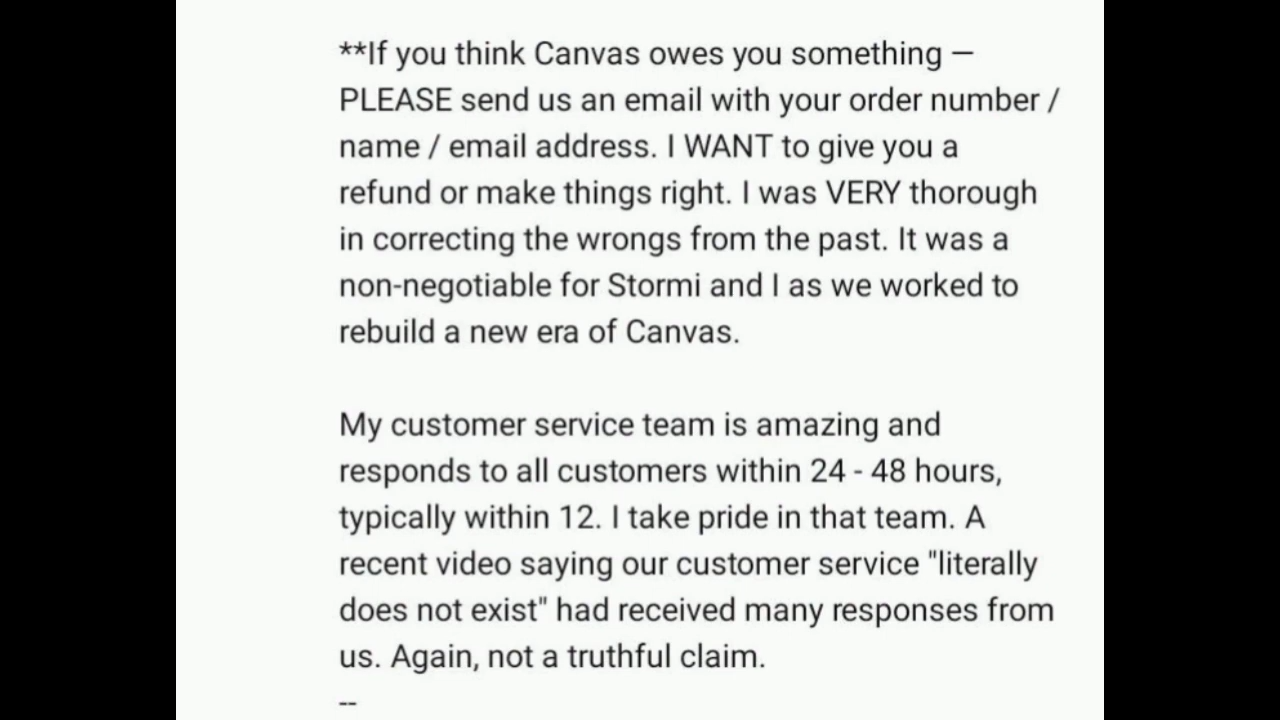 **If you think Canvas owes you something —
PLEASE send us an email with your order number /
name / email address. I WANT to give you a
refund or make things right. I was VERY thorough
in correcting the wrongs from the past. It was a
non-negotiable for Stormi and I as we worked to
rebuild a new era of Canvas.
My customer service team is amazing and
responds to all customers within 24 - 48 hours,
typically within 12. I take pride in that team. A
recent video saying our customer service "literally
does not exist" had received many responses from
us. Again, not a truthful claim.
--